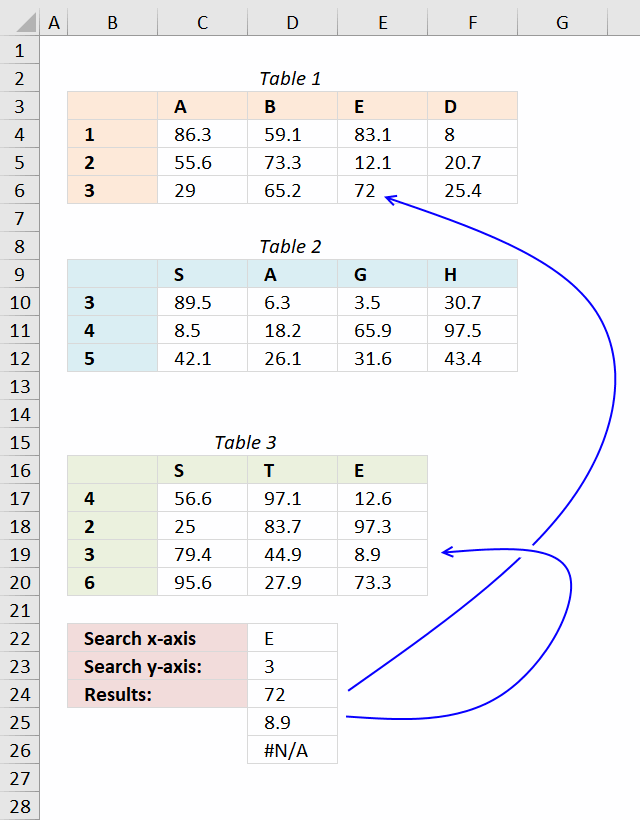 A B C D E F G
1
2 Table 1
3 A B E D
4 1 86.3 59.1 83.1 8
5 2 55.6 73.3 12.1 20.7
6 3 29 65.2 72 25.4
7
8 Table 2
9 S A G H
10 3 89.5 6.3 3.5 30.7
11 4 8.5 18.2 65.9 97.5
12 5 42.1 26.1 31.6 43.4
13
14
15 Table 3
16 S T E
17 4 56.6 97.1 12.6
18 2 25 83.7 97.3
19 3 79.4 44.9 8.9
20 6 95.6 27.9 73.3
21
22 Search x-axis E
23 Search y-axis: 3
24 Results: 72
25 8.9
26 #N/A
27
28